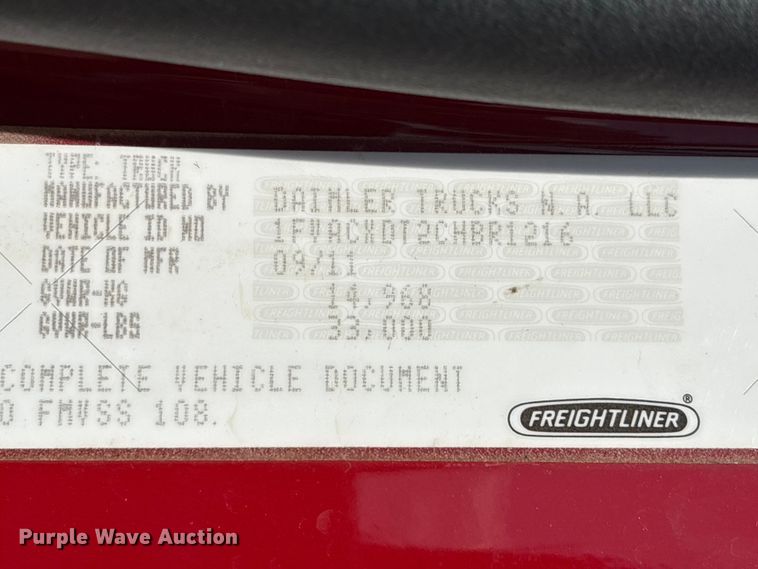 TYPE: TRUCK
MANUFACTURED BY DAIMLER TRUCKS N.A. LLC
VEHICLE ID NO 1FVACXDT2CHBR1216
DATE OF MFR 09/11
GVWR-KG 14,968
GVWR-LBS 33,000
COMPLETE VEHICLE DOCUMENT
O FMVSS 108.
FREIGHTLINER®
Purple Wave Auction